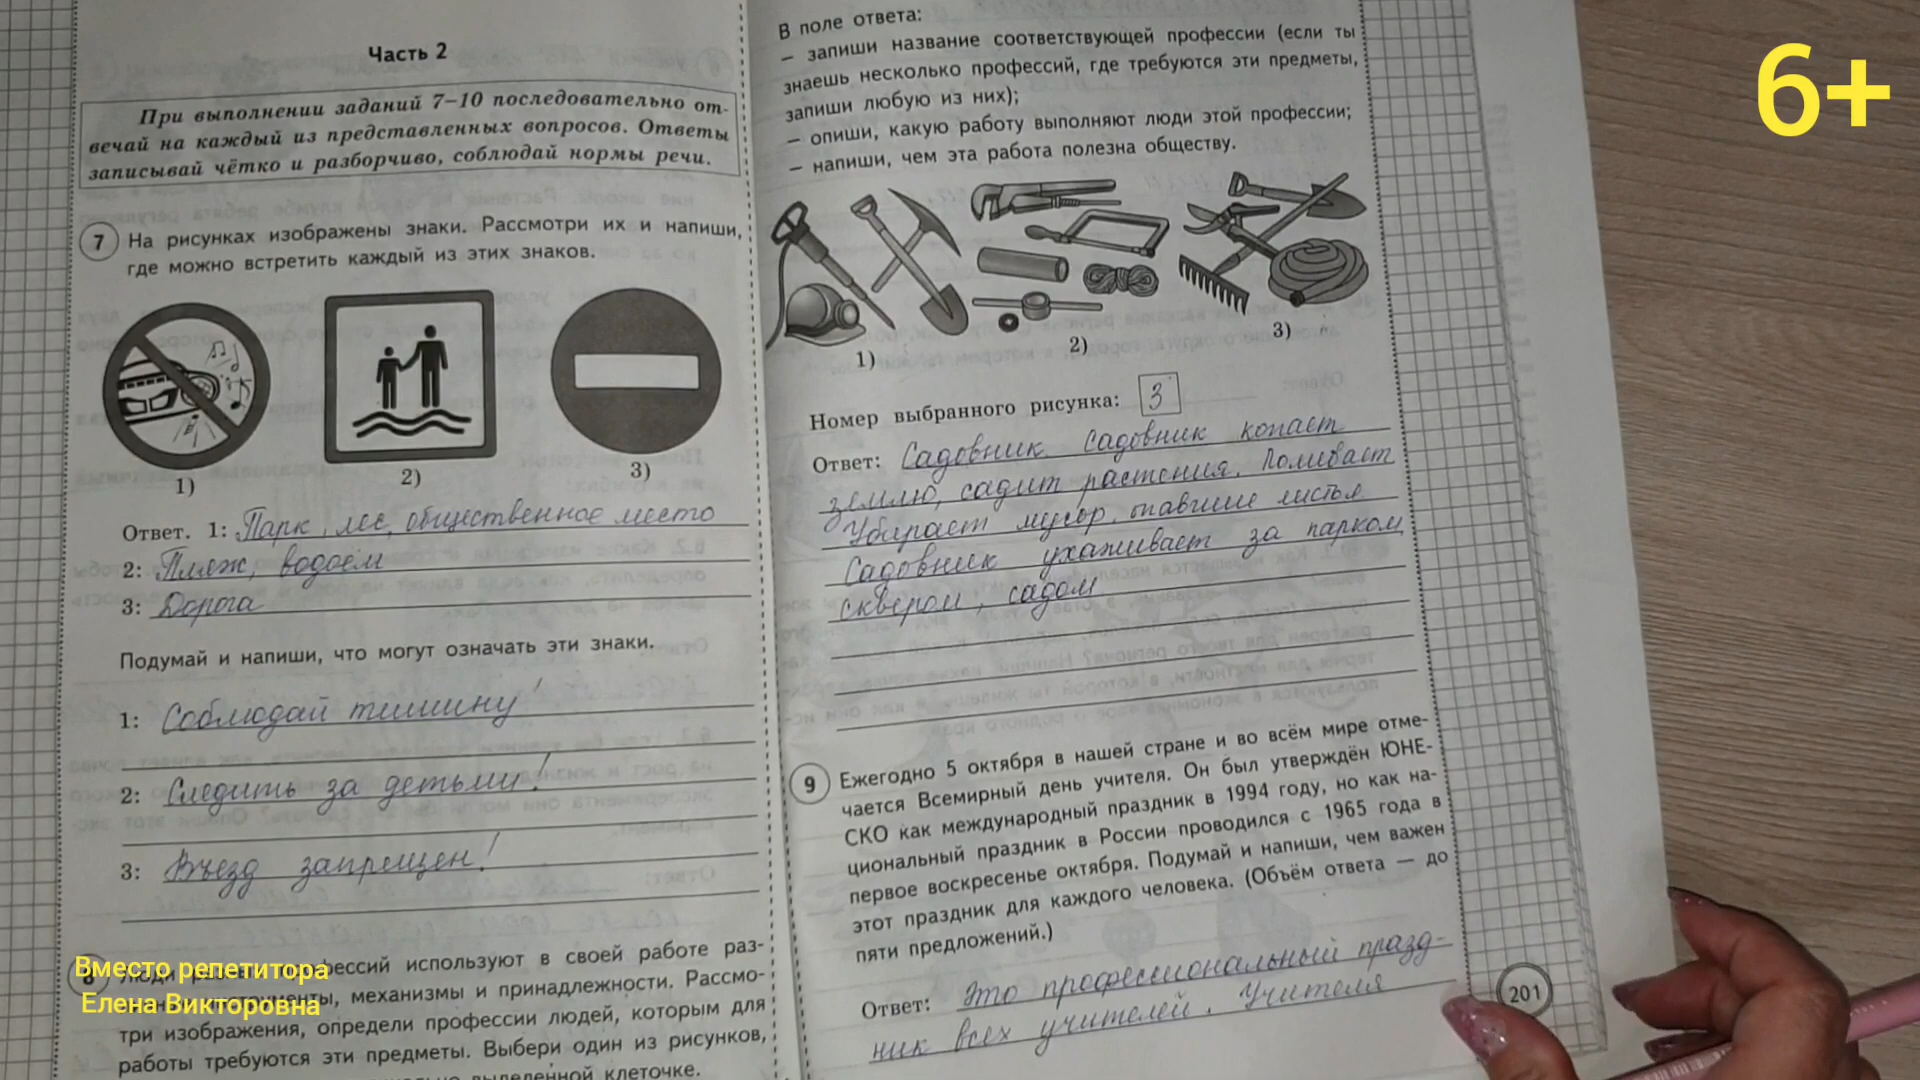 Часть 2
При выполнении заданий 7–10 последовательно от-
вечай на каждый из представленных вопросов. Ответы
записывай чётко и разборчиво, соблюдай нормы речи.
7 На рисунках изображены знаки. Рассмотри их и напиши,
где можно встретить каждый из этих знаков.
1)
2)
3)
Ответ. 1: Парк, лес, общественное место
2: Пляж, водоём
3: Дорога
Подумай и напиши, что могут означать эти знаки.
1: Соблюдай тишину!
2: Следить за детьми!
3: Въезд запрещен!
8 Люди профессий используют в своей работе раз-
механизмы и принадлежности. Рассмо-
три изображения, определи профессии людей, которым для
работы требуются эти предметы. Выбери один из рисунков,
выделенной клеточке.
В поле ответа:
– запиши название соответствующей профессии (если ты
знаешь несколько профессий, где требуются эти предметы,
запиши любую из них);
– опиши, какую работу выполняют люди этой профессии;
– напиши, чем эта работа полезна обществу.
1)
2)
3)
Номер выбранного рисунка: 3
Ответ: Садовник Садовник копает
землю, садит растения. Поливает
Убирает мусор, опавшие листья
Садовник ухаживает за парком,
сквером, садом
9 Ежегодно 5 октября в нашей стране и во всём мире отме-
чается Всемирный день учителя. Он был утверждён ЮНЕ-
СКО как международный праздник в 1994 году, но как на-
циональный праздник в России проводился с 1965 года в
первое воскресенье октября. Подумай и напиши, чем важен
этот праздник для каждого человека. (Объём ответа — до
пяти предложений.)
Ответ: Это профессиональный празд-
ник всех учителей. Учителя
201
6+
Вместо репетитора
Елена Викторовна